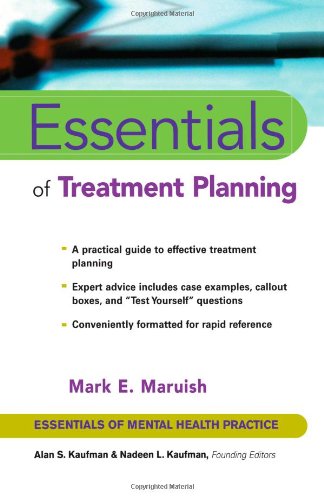 Copyrighted Material
Essentials
of Treatment Planning
A practical guide to effective treatment
planning
Expert advice includes case examples, callout
boxes, and “Test Yourself” questions
Conveniently formatted for rapid reference
Mark E. Maruish
ESSENTIALS OF MENTAL HEALTH PRACTICE
Alan S. Kaufman & Nadeen L. Kaufman, Founding Editors
Copyrighted Material